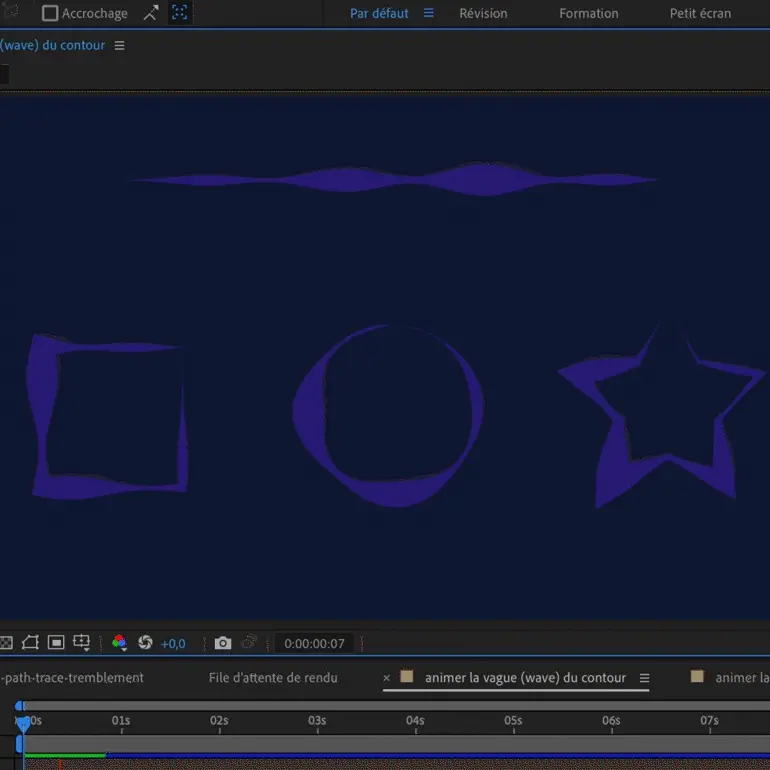 Accrochage Par défaut Révision Formation Petit écran
(wave) du contour
+0,0 0:00:00:07
-path-trace-tremblement File d'attente de rendu × animer la vague (wave) du contour animer la
00s 01s 02s 03s 04s 05s 06s 07s